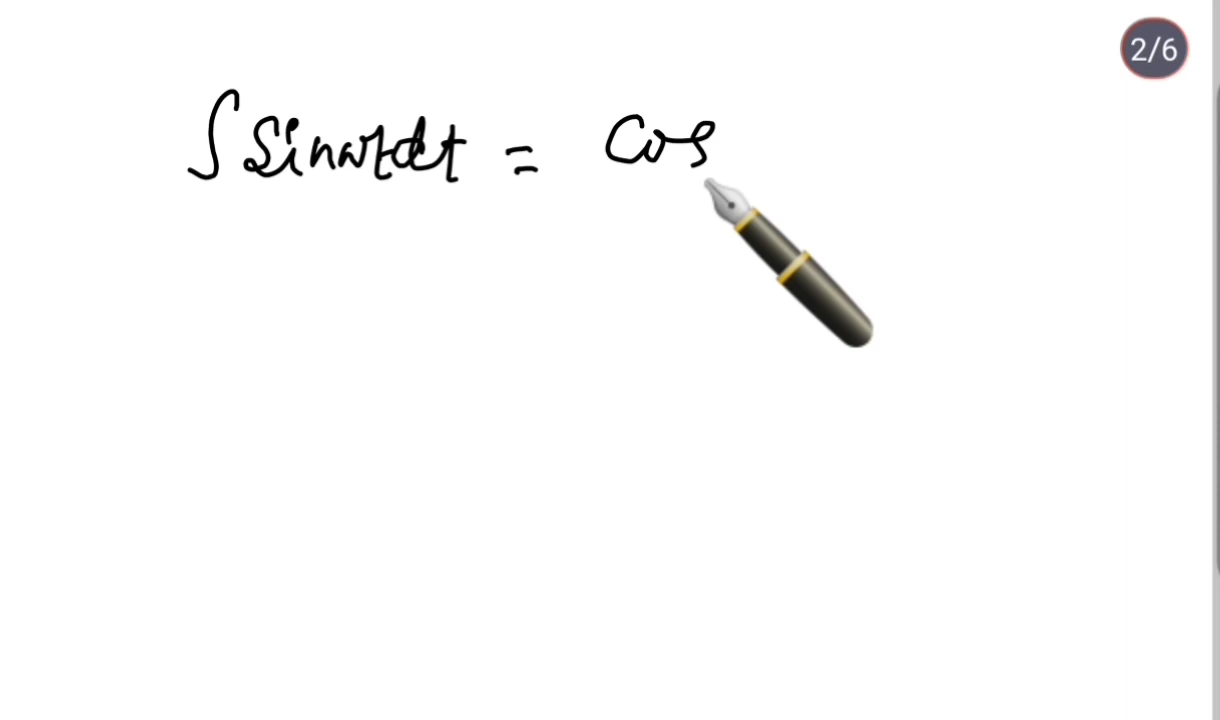 2/6
∫ Sinωtdt = Cos